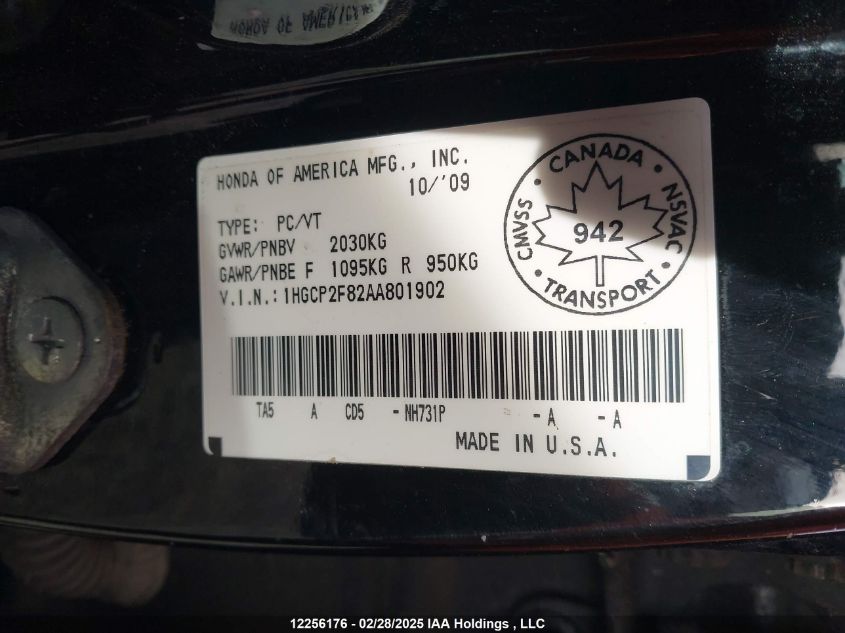 HONDA OF AMERICA MFG., INC.
10/'09
TYPE: PC/VT
GVWR/PNBV 2030KG
GAWR/PNBE F 1095KG R 950KG
V.I.N.: 1HGCP2F82AA801902
CANADA
CMVSS
NSVAC
942
TRANSPORT
TA5 A CD5 - NH731P - A - A
MADE IN U.S.A.
12256176 - 02/28/2025 IAA Holdings , LLC